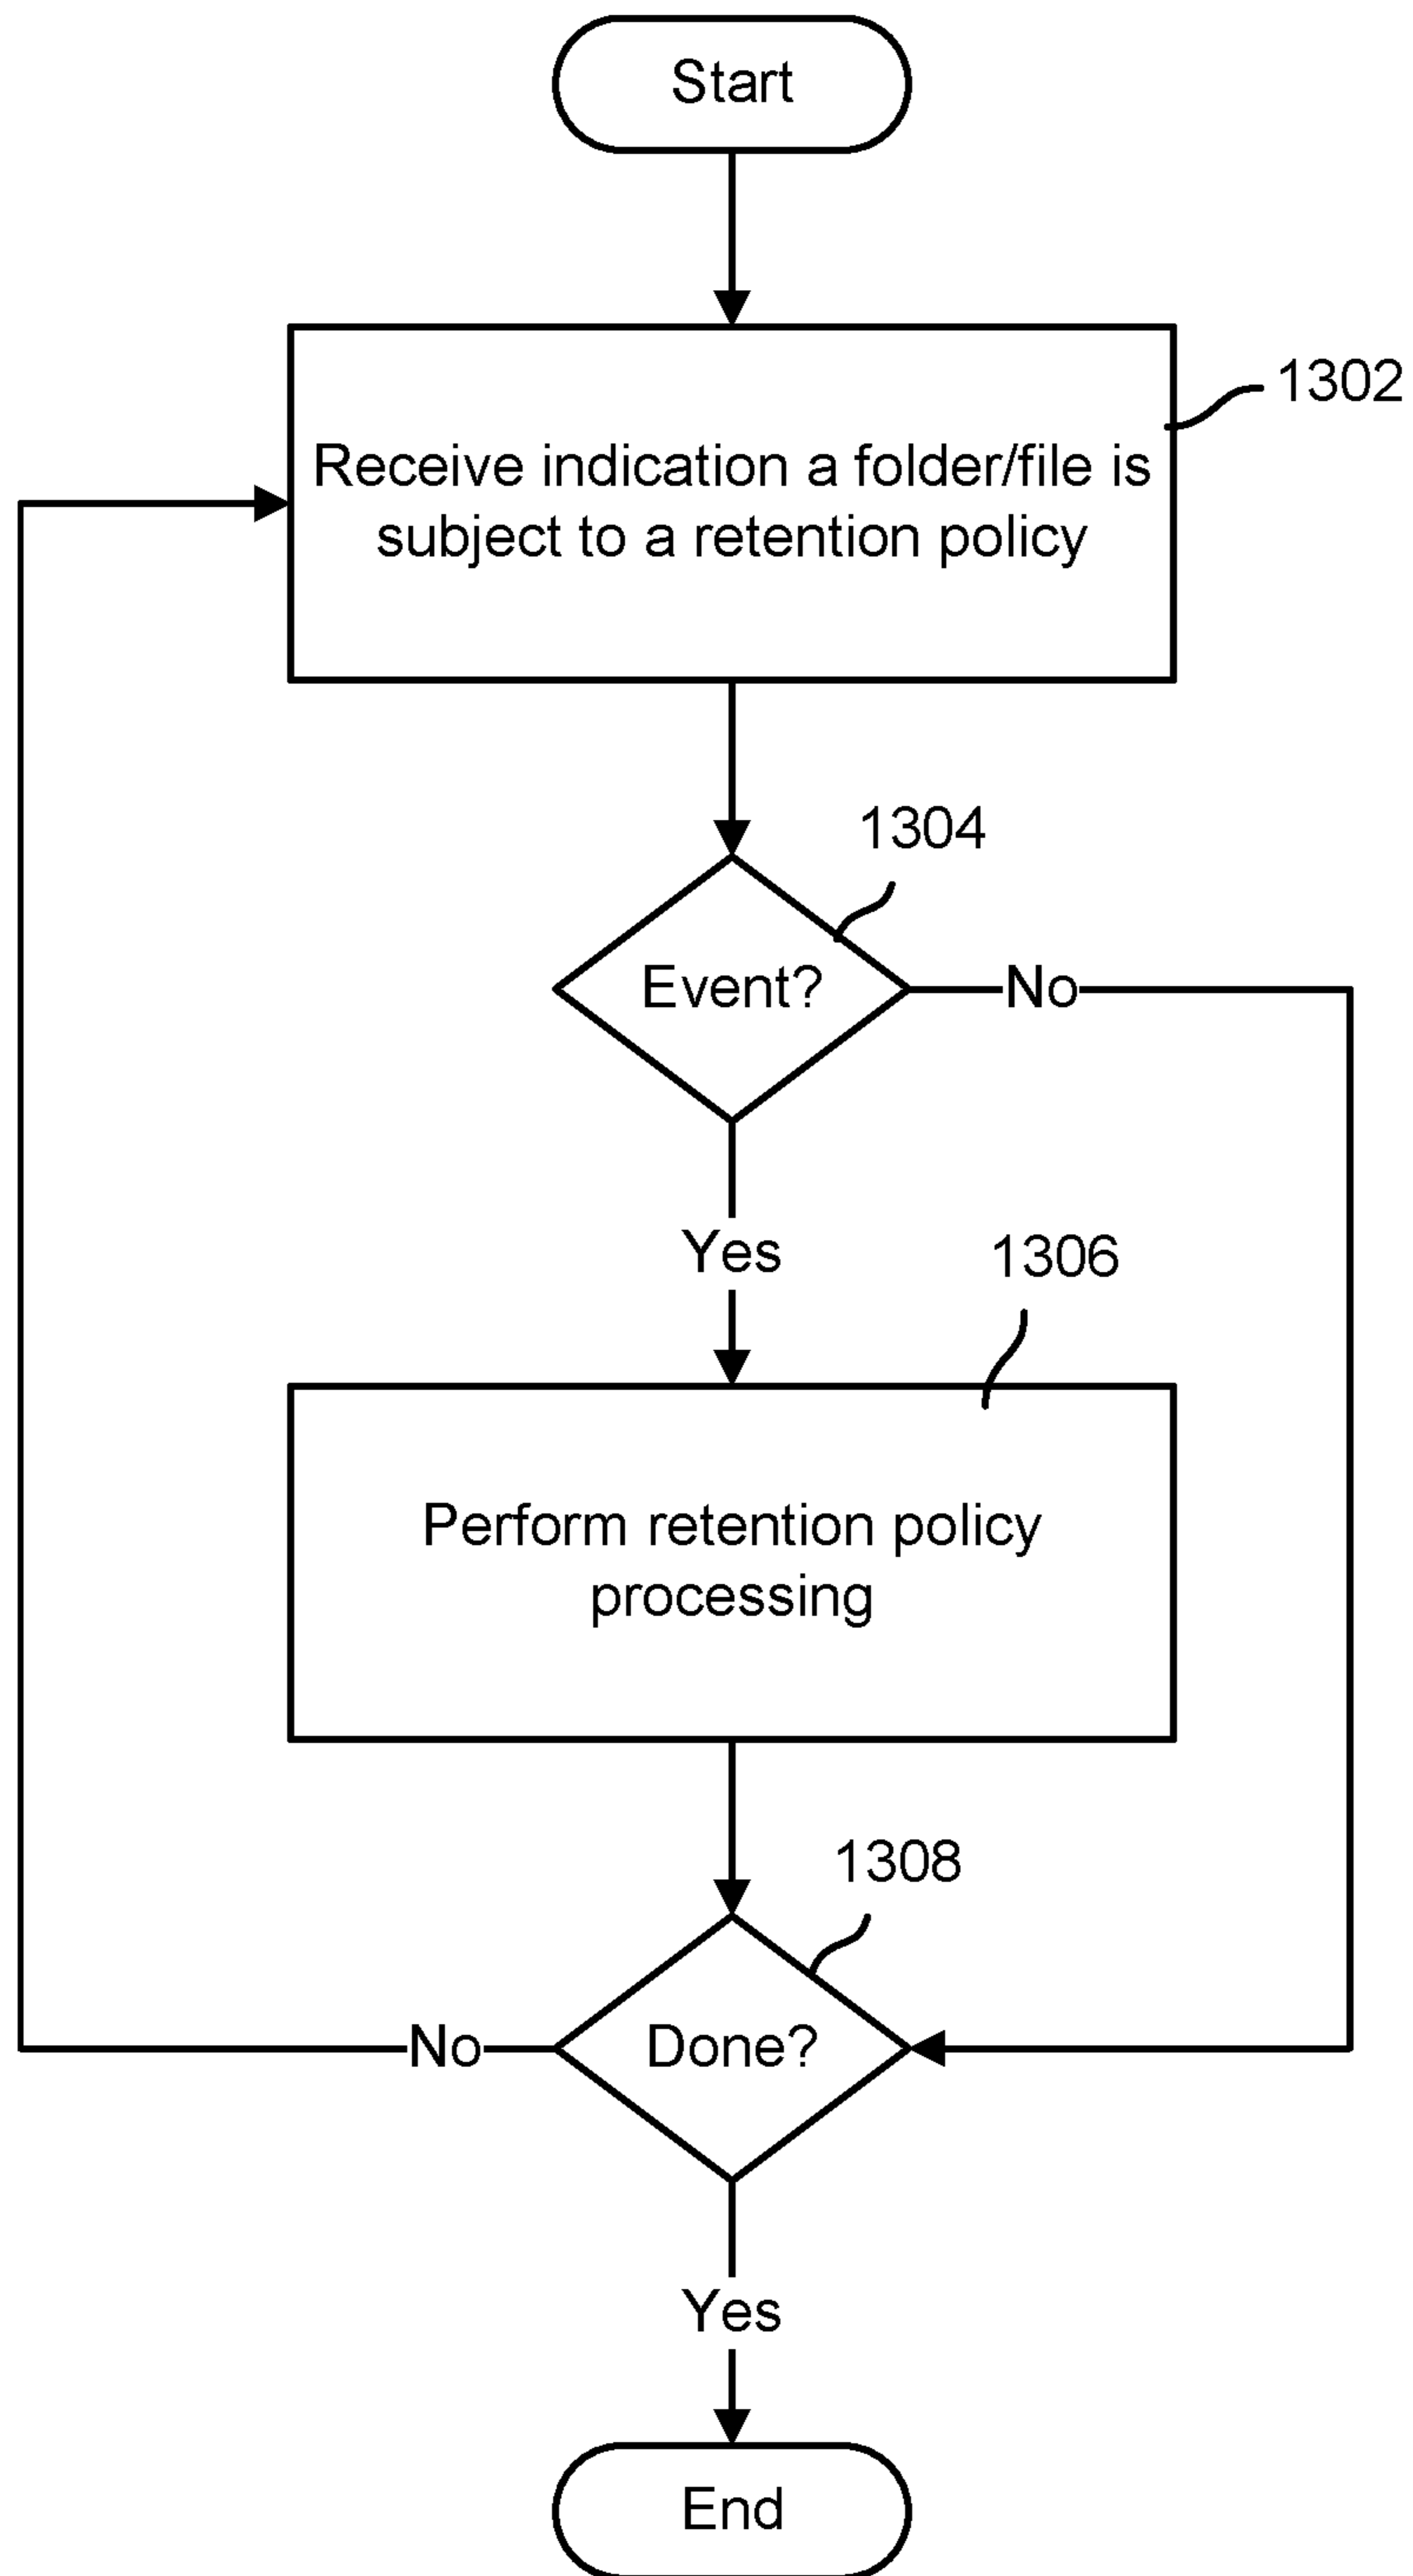 Start
Receive indication a folder/file is
subject to a retention policy
1302
1304
Event?
No
Yes
1306
Perform retention policy
processing
1308
Done?
No
Yes
End